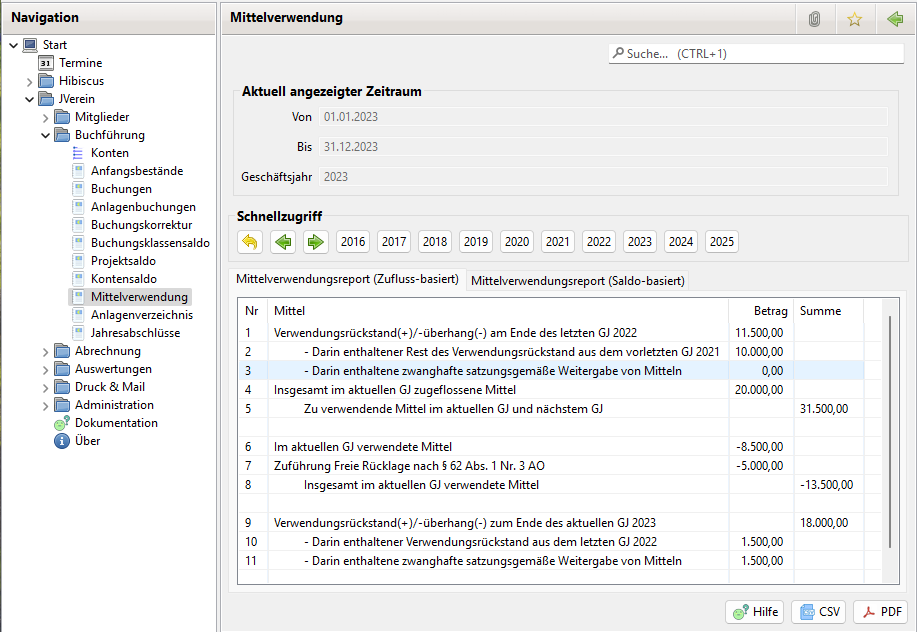 Navigation
Start
31 Termine
Hibiscus
JVerein
Mitglieder
Buchführung
Konten
Anfangsbestände
Buchungen
Anlagenbuchungen
Buchungskorrektur
Buchungsklassensaldo
Projektsaldo
Kontensaldo
Mittelverwendung
Anlagenverzeichnis
Jahresabschlüsse
Abrechnung
Auswertungen
Druck & Mail
Administration
Dokumentation
Über
Mittelverwendung
Suche... (CTRL+1)
Aktuell angezeigter Zeitraum
Von 01.01.2023
Bis 31.12.2023
Geschäftsjahr 2023
Schnellzugriff
2016 2017 2018 2019 2020 2021 2022 2023 2024 2025
Mittelverwendungsreport (Zufluss-basiert) Mittelverwendungsreport (Saldo-basiert)
Nr Mittel Betrag Summe
1 Verwendungsrückstand(+)/-überhang(-) am Ende des letzten GJ 2022 11.500,00
2 - Darin enthaltener Rest des Verwendungsrückstand aus dem vorletzten GJ 2021 10.000,00
3 - Darin enthaltene zwanghafte satzungsgemäße Weitergabe von Mitteln 0,00
4 Insgesamt im aktuellen GJ zugeflossene Mittel 20.000,00
5 Zu verwendende Mittel im aktuellen GJ und nächstem GJ 31.500,00
6 Im aktuellen GJ verwendete Mittel -8.500,00
7 Zuführung Freie Rücklage nach § 62 Abs. 1 Nr. 3 AO -5.000,00
8 Insgesamt im aktuellen GJ verwendete Mittel -13.500,00
9 Verwendungsrückstand(+)/-überhang(-) zum Ende des aktuellen GJ 2023 18.000,00
10 - Darin enthaltener Verwendungsrückstand aus dem letzten GJ 2022 1.500,00
11 - Darin enthaltene zwanghafte satzungsgemäße Weitergabe von Mitteln 1.500,00
Hilfe CSV PDF